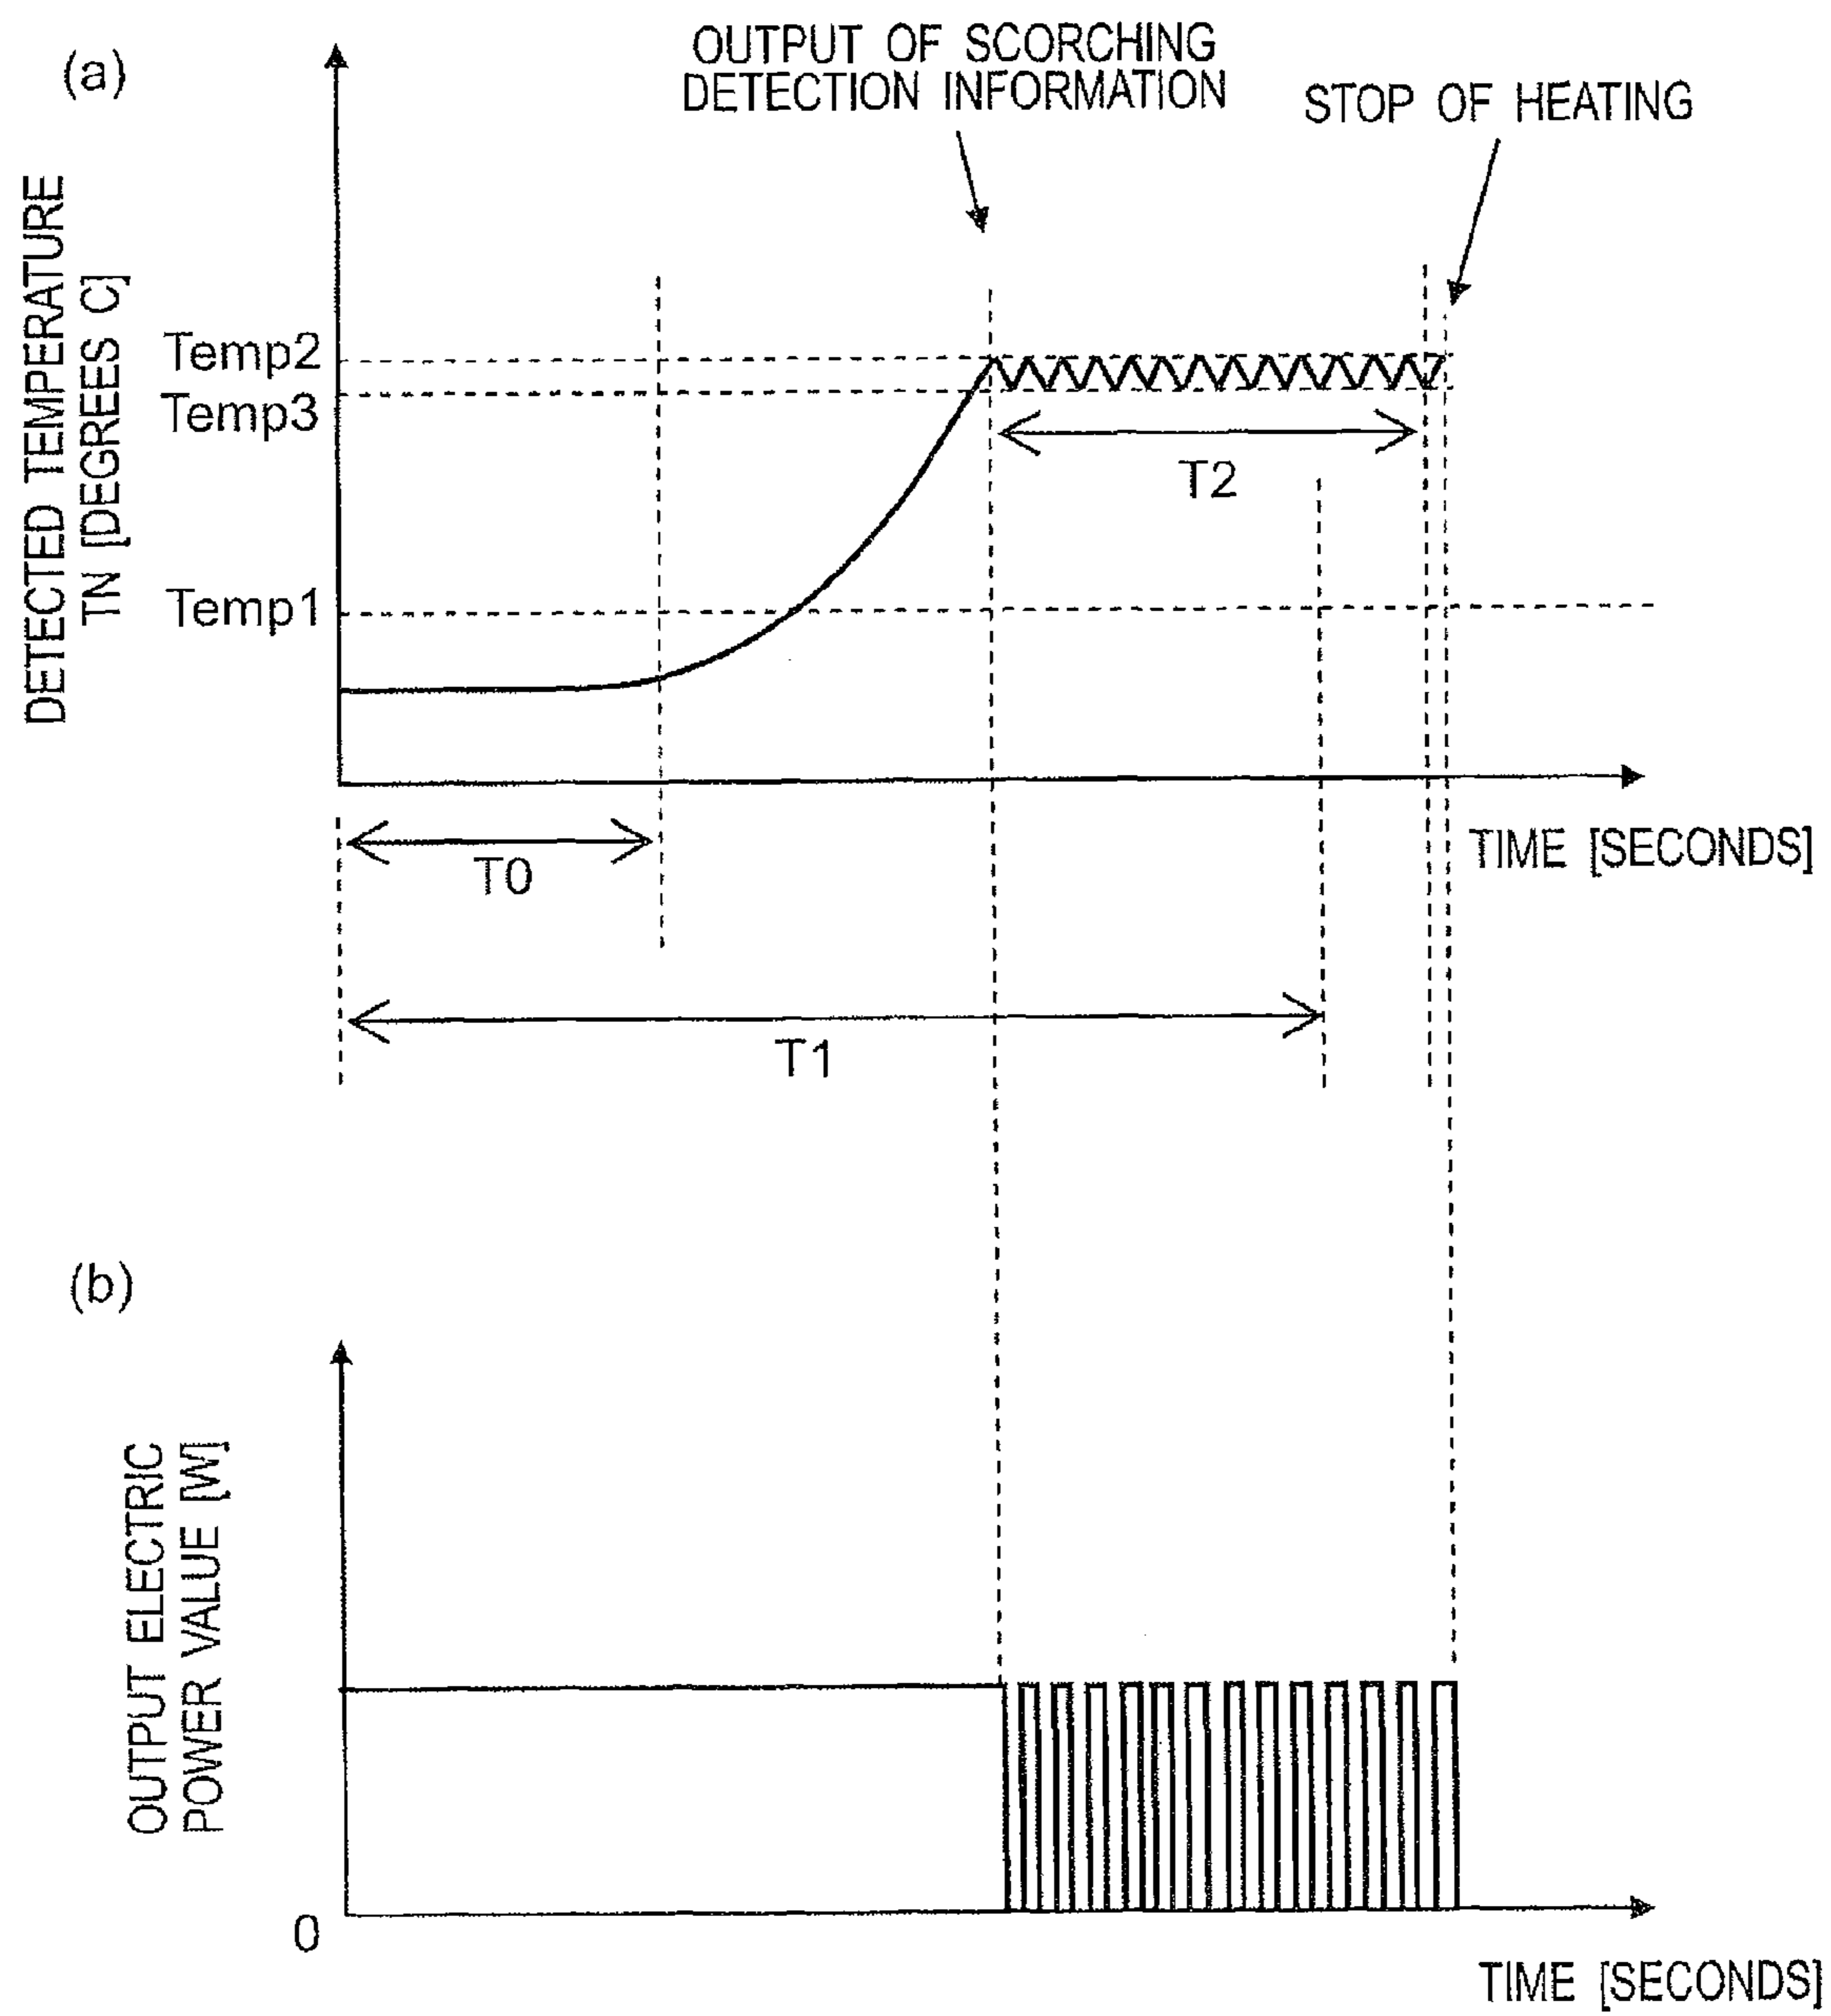 (a)
OUTPUT OF SCORCHING
DETECTION INFORMATION
STOP OF HEATING
DETECTED TEMPERATURE
TN [DEGREES C]
Temp2
Temp3
T2
Temp1
TIME [SECONDS]
T0
T1
(b)
OUTPUT ELECTRIC
POWER VALUE [W]
0
TIME [SECONDS]